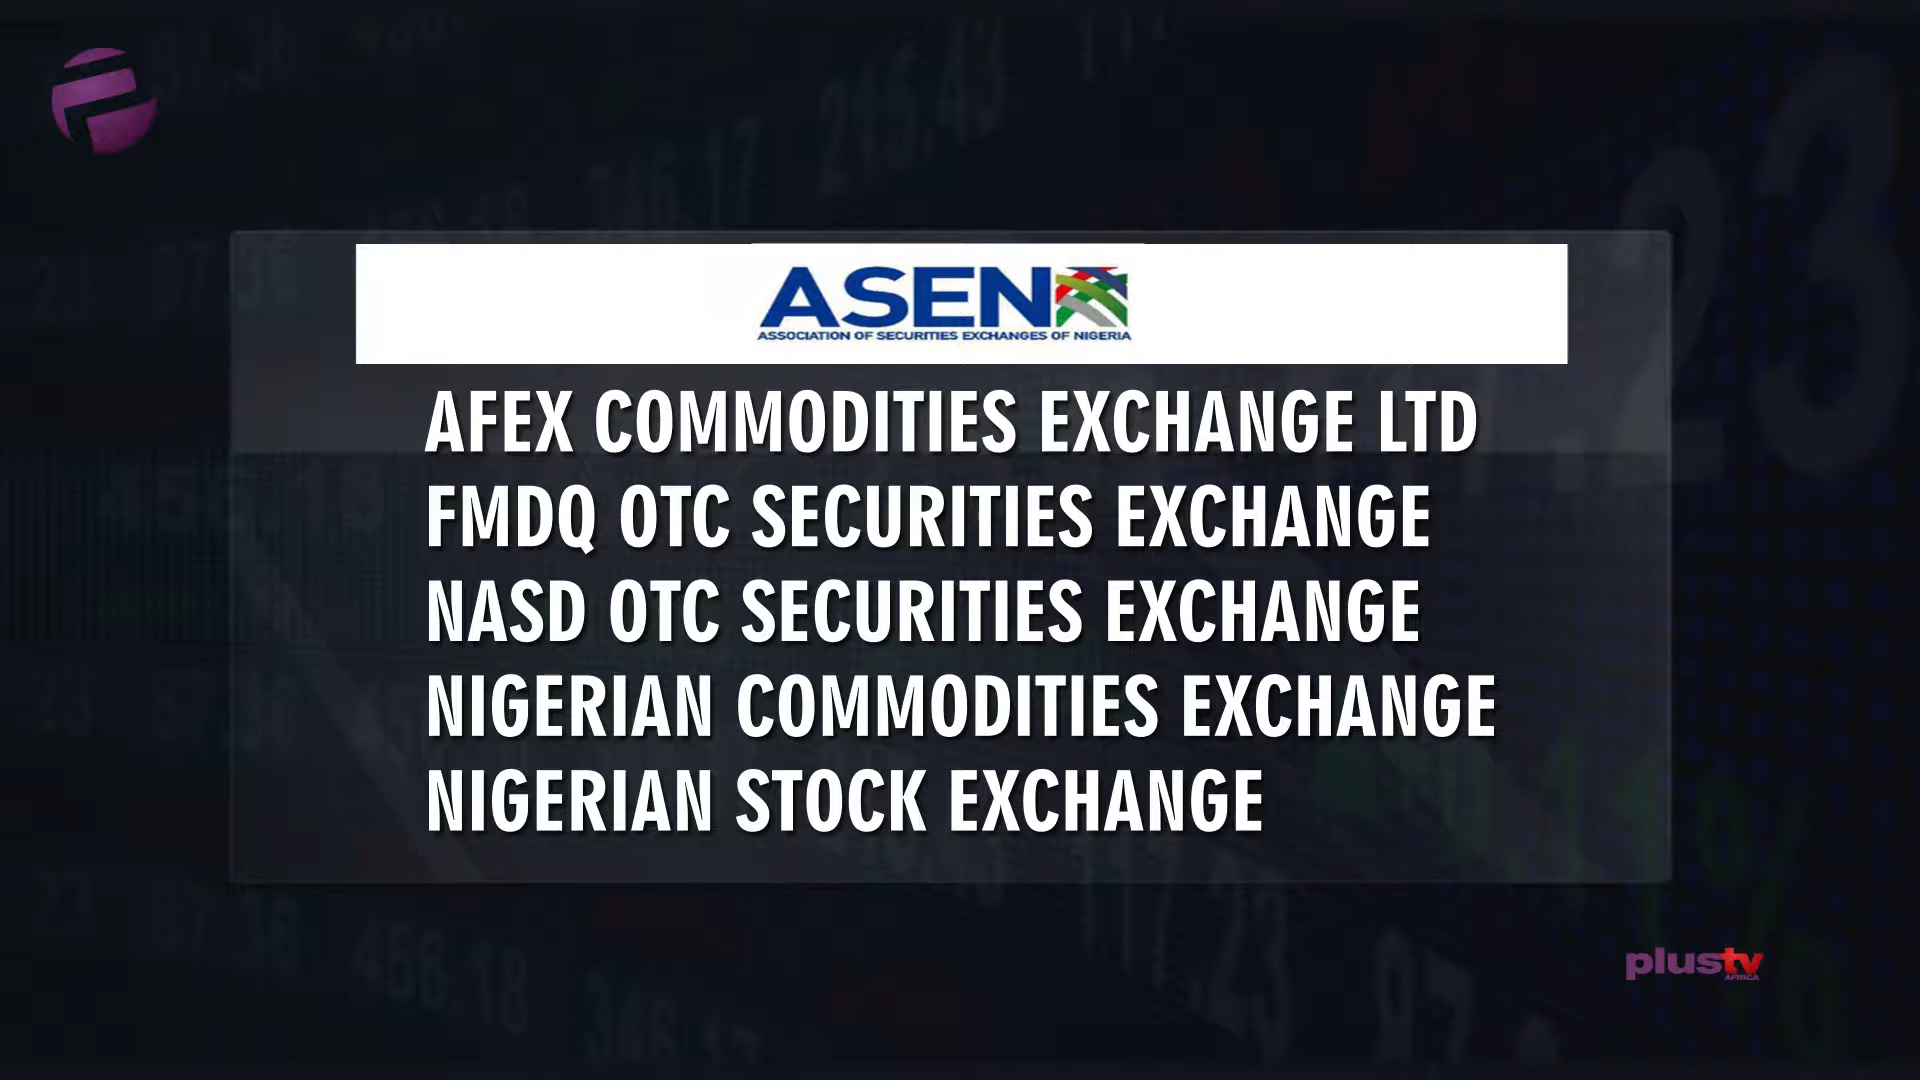 ASEN
ASSOCIATION OF SECURITIES EXCHANGES OF NIGERIA
AFEX COMMODITIES EXCHANGE LTD
FMDQ OTC SECURITIES EXCHANGE
NASD OTC SECURITIES EXCHANGE
NIGERIAN COMMODITIES EXCHANGE
NIGERIAN STOCK EXCHANGE
plustv
AFRICA